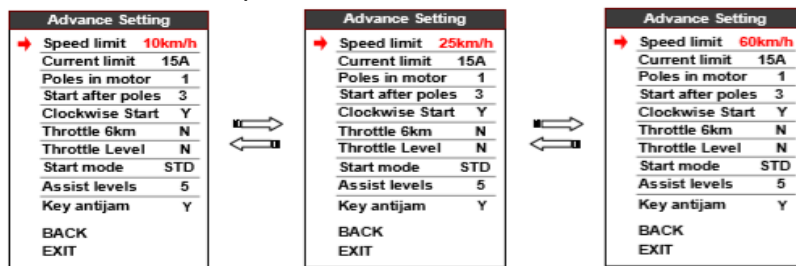 Advance Setting
Speed limit 10km/h
Current limit 15A
Poles in motor 1
Start after poles 3
Clockwise Start Y
Throttle 6km N
Throttle Level N
Start mode STD
Assist levels 5
Key antijam Y
BACK
EXIT
Advance Setting
Speed limit 25km/h
Current limit 15A
Poles in motor 1
Start after poles 3
Clockwise Start Y
Throttle 6km N
Throttle Level N
Start mode STD
Assist levels 5
Key antijam Y
BACK
EXIT
Advance Setting
Speed limit 60km/h
Current limit 15A
Poles in motor 1
Start after poles 3
Clockwise Start Y
Throttle 6km N
Throttle Level N
Start mode STD
Assist levels 5
Key antijam Y
BACK
EXIT